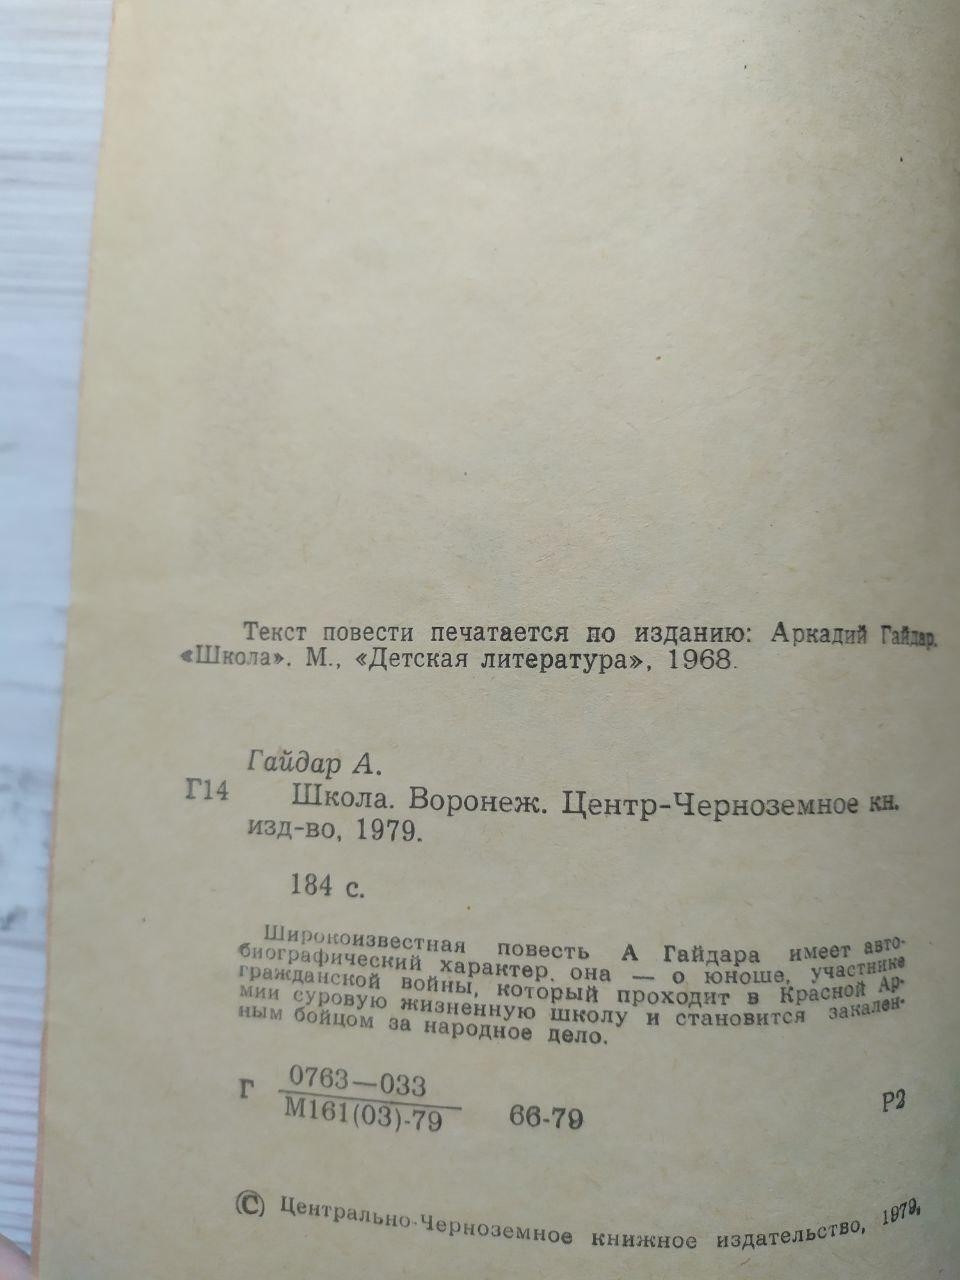 Текст повести печатается по изданию: Аркадий Гайдар.
«Школа». М., «Детская литература», 1968.
Гайдар А.
Г14 Школа. Воронеж. Центр-Черноземное кн.
изд-во, 1979.
184 с.
Широкоизвестная повесть А Гайдара имеет авто-
биографический характер. она — о юноше, участнике
гражданской войны, который проходит в Красной Ар-
мии суровую жизненную школу и становится закален-
ным бойцом за народное дело.
0763—033
Г М161(03)-79 66-79 Р2
© Центрально-Черноземное книжное издательство, 1979,